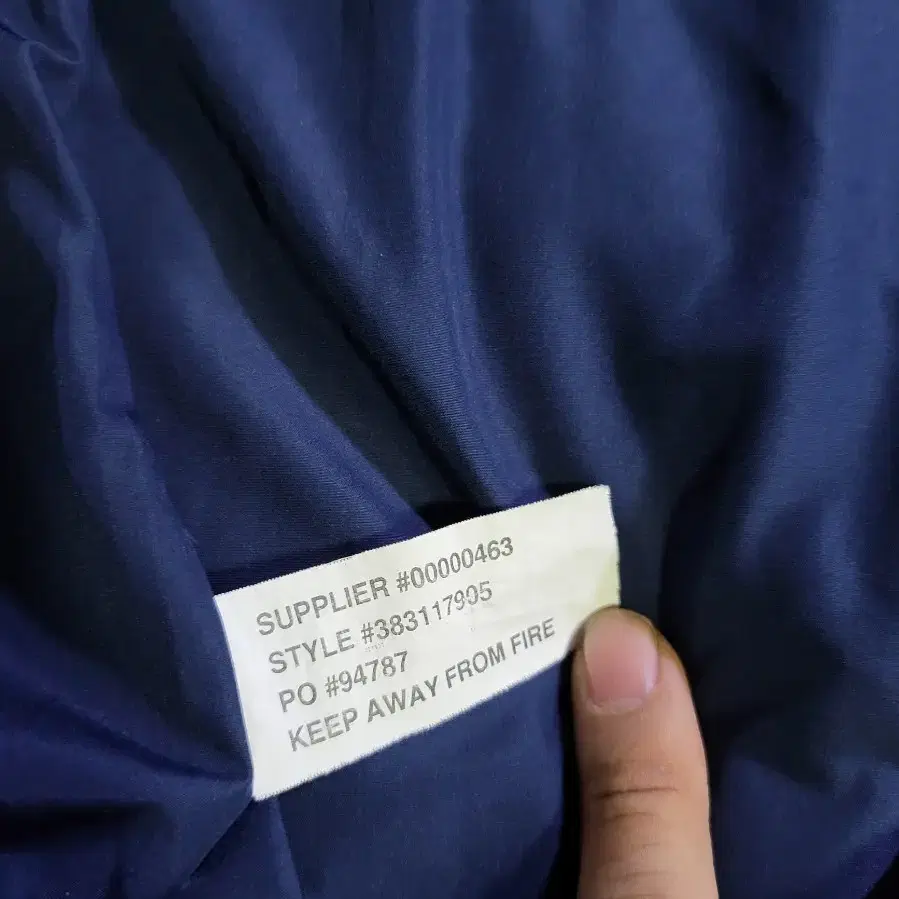 SUPPLIER #00000463
STYLE #383117905
PO #94787
KEEP AWAY FROM FIRE